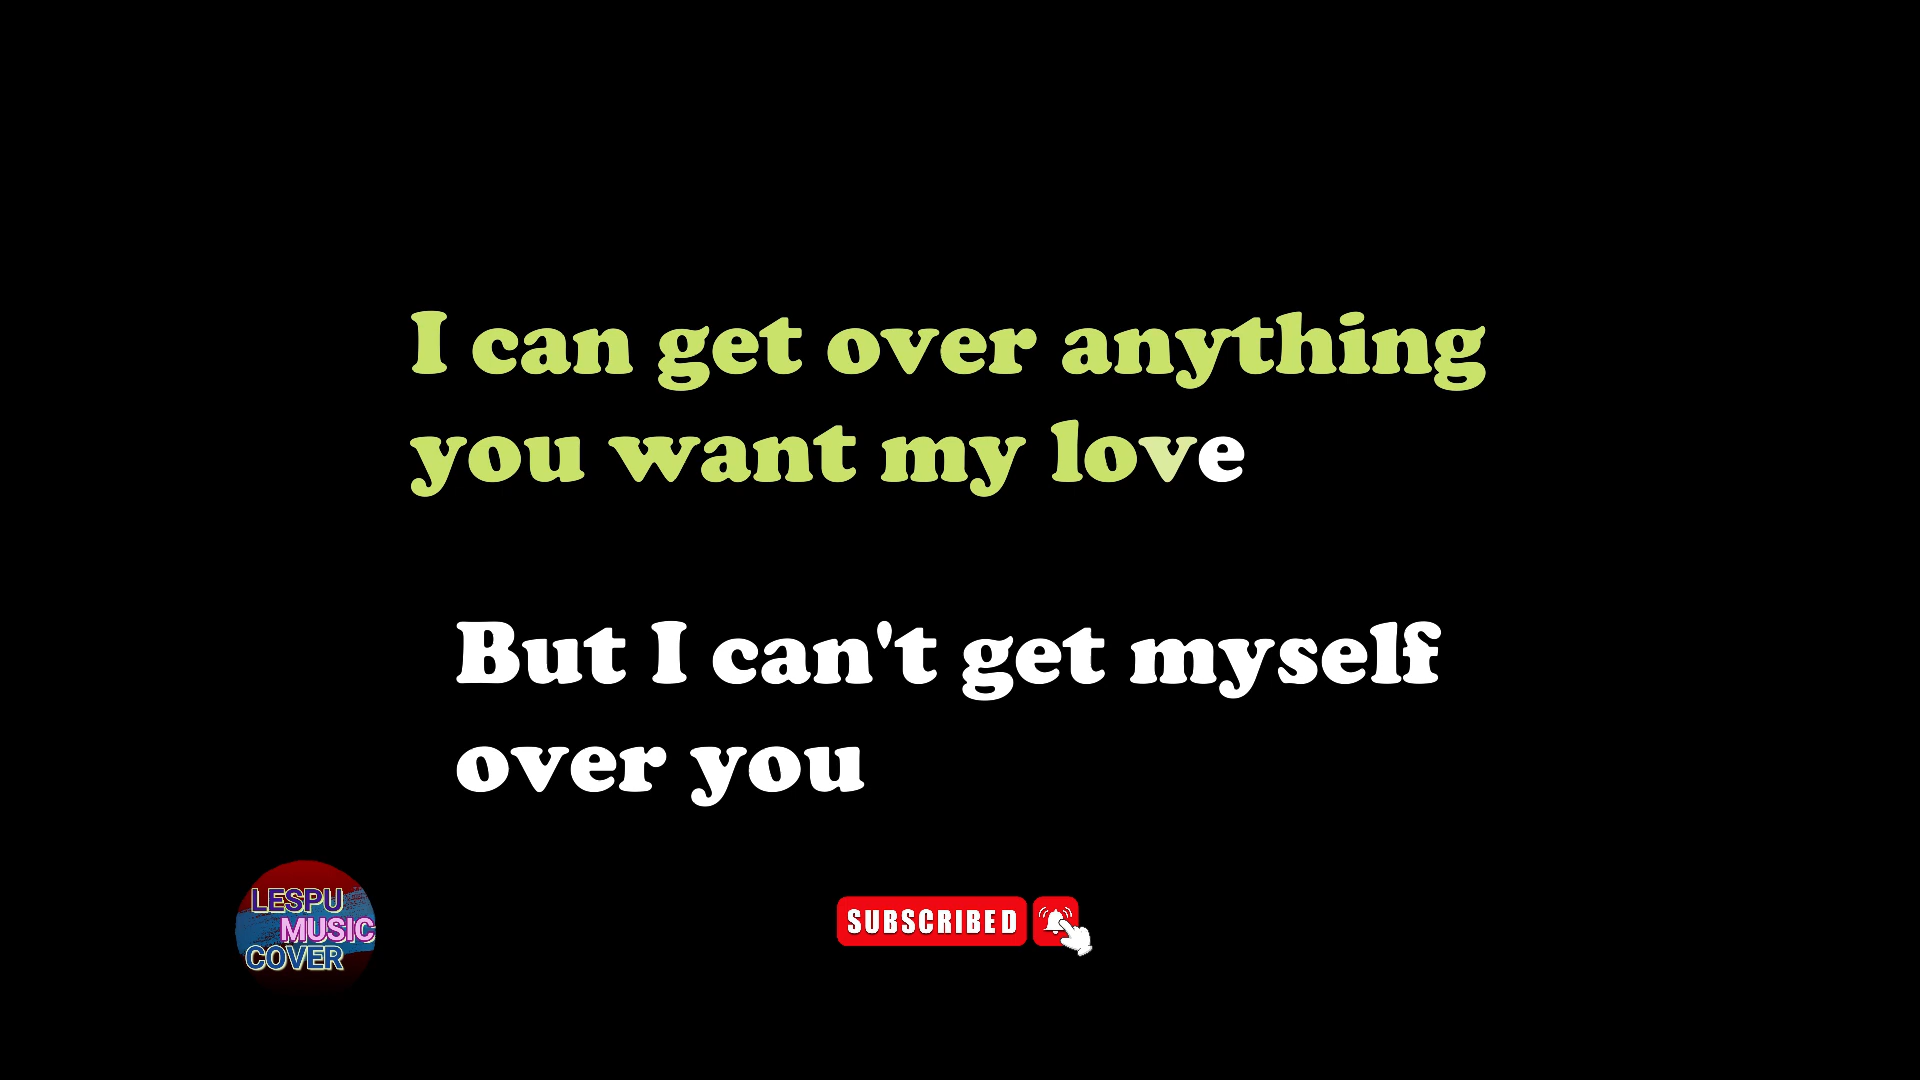 I can get over anything
you want my love
But I can't get myself
over you
LESPU
MUSIC
COVER
SUBSCRIBED